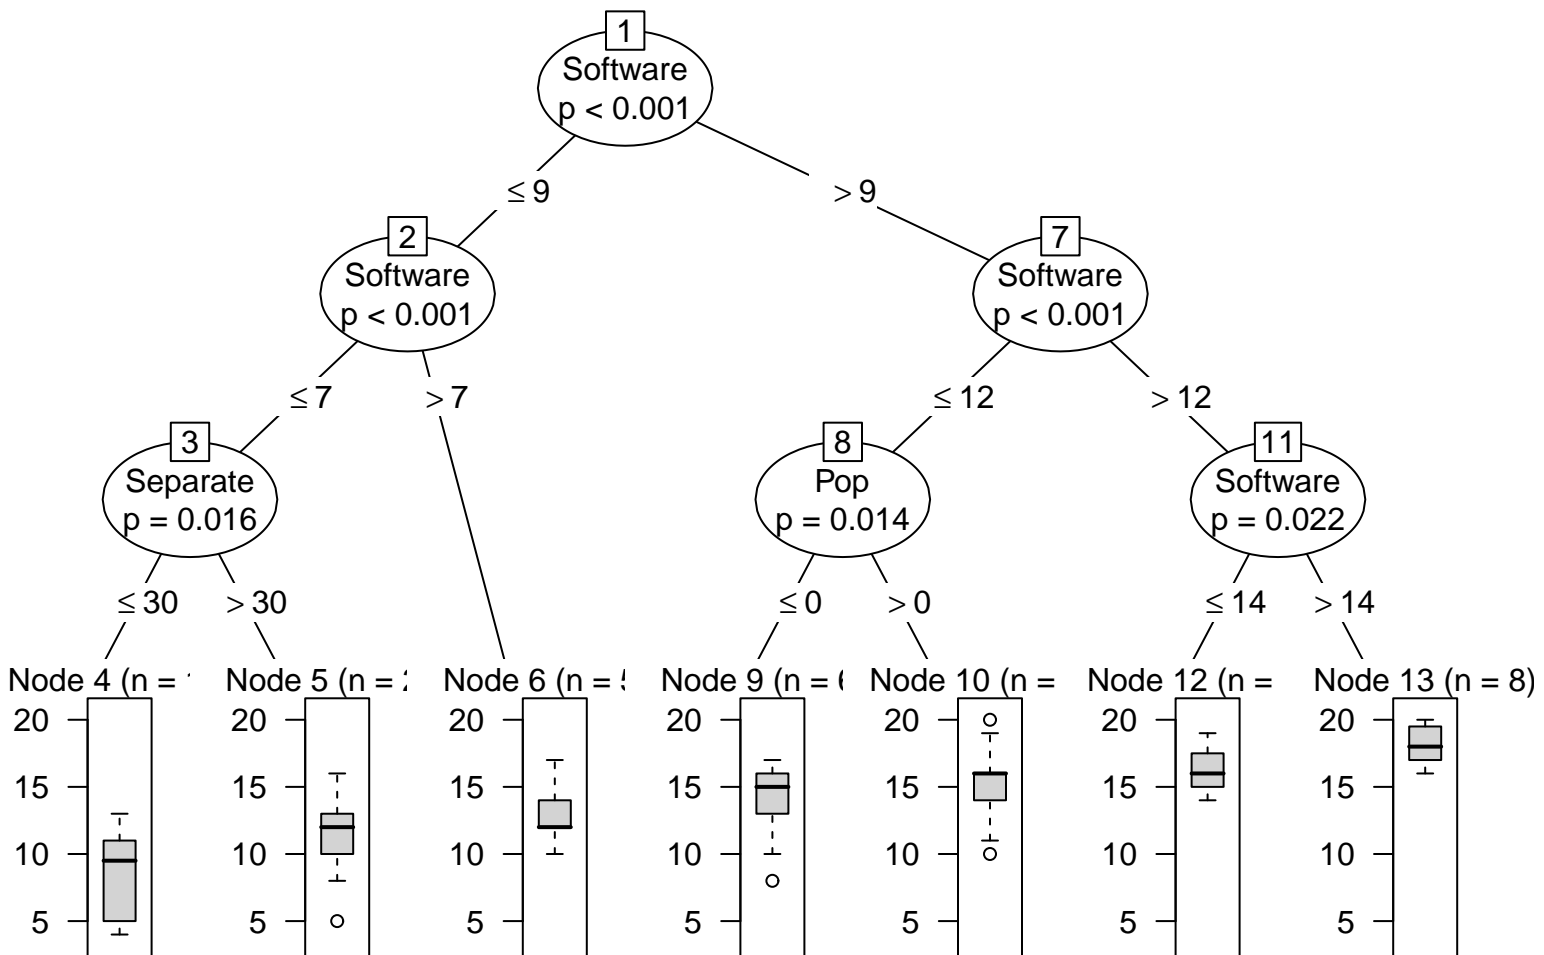 1
Software
p < 0.001
≤ 9
> 9
2
Software
p < 0.001
7
Software
p < 0.001
≤ 7
> 7
≤ 12
> 12
3
Separate
p = 0.016
8
Pop
p = 0.014
11
Software
p = 0.022
≤ 30
> 30
≤ 0
> 0
≤ 14
> 14
Node 4 (n =
Node 5 (n =
Node 6 (n =
Node 9 (n =
Node 10 (n =
Node 12 (n =
Node 13 (n = 8)
20
15
10
5
20
15
10
5
20
15
10
5
20
15
10
5
20
15
10
5
20
15
10
5
20
15
10
5